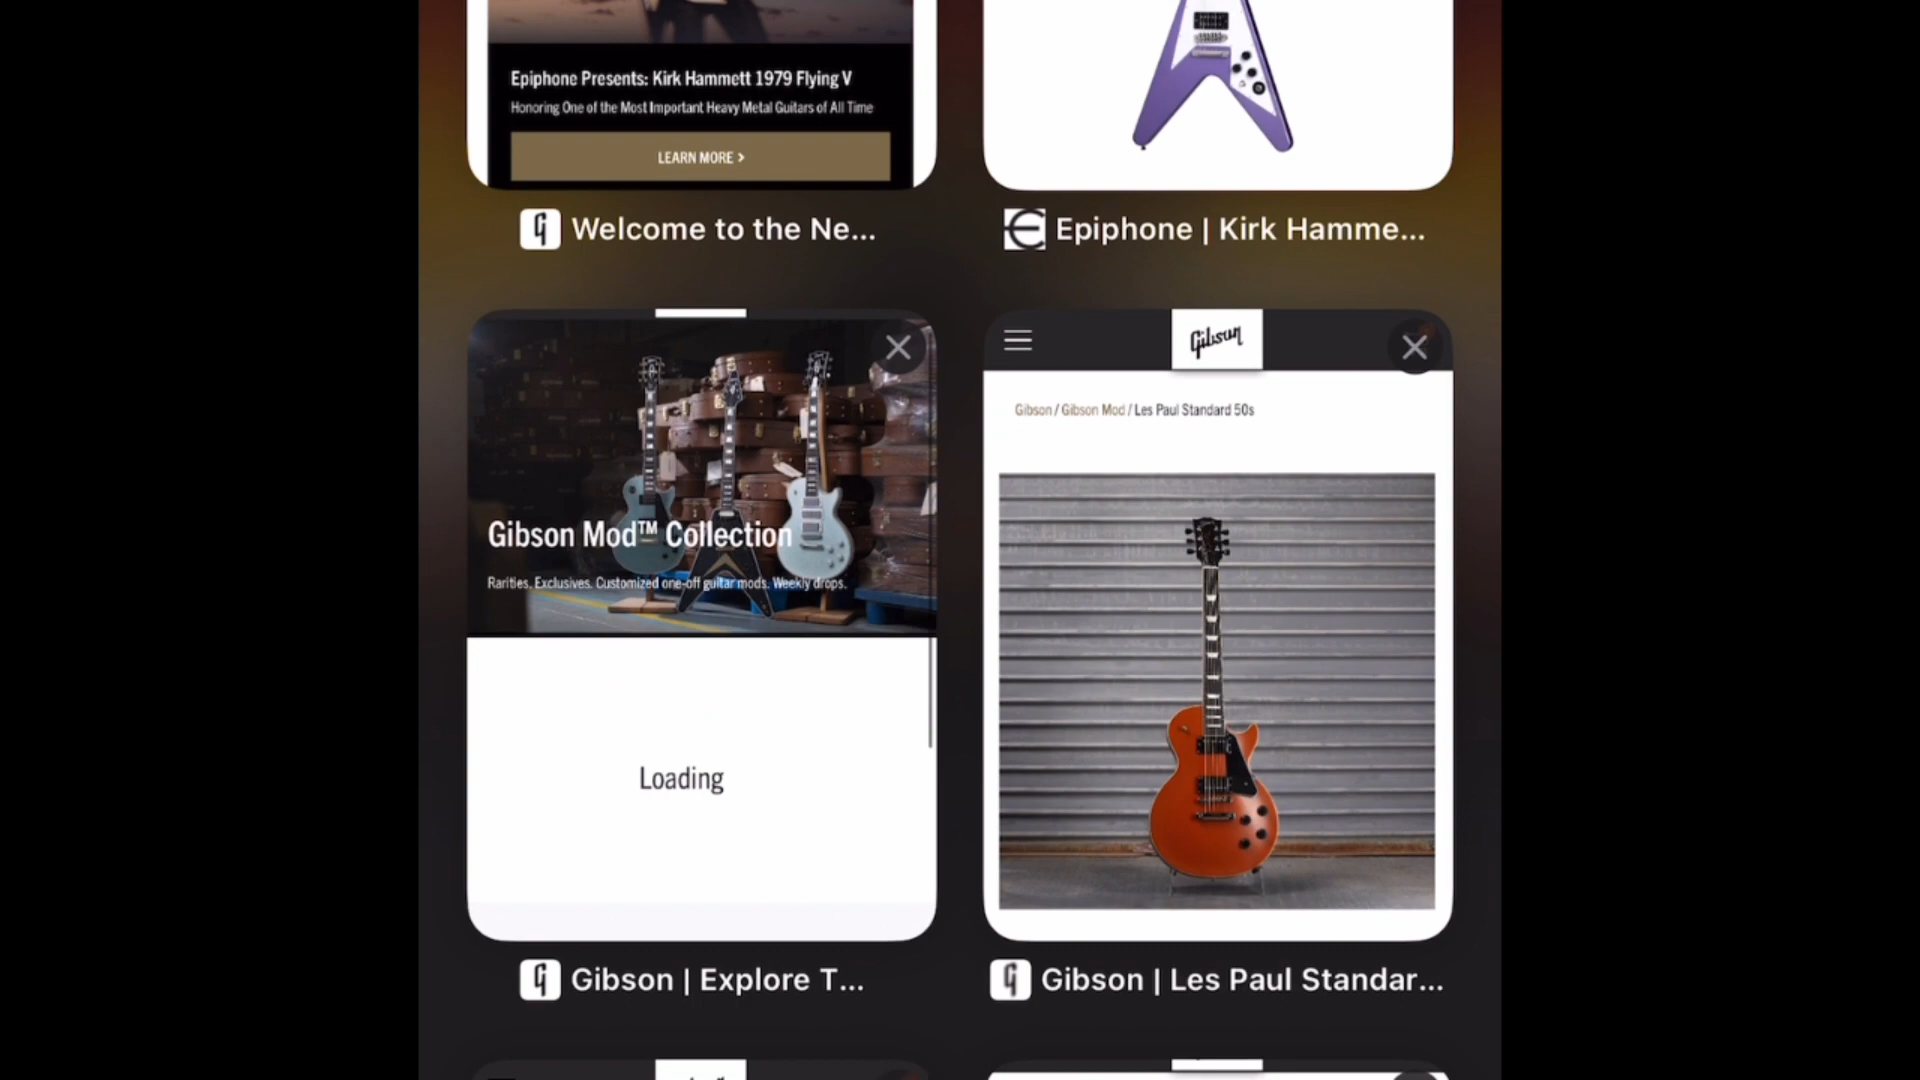 Epiphone Presents: Kirk Hammett 1979 Flying V
Honoring One of the Most Important Heavy Metal Guitars of All Time
LEARN MORE >
Welcome to the Ne...
Epiphone | Kirk Hamme...
Gibson Mod™ Collection
Rarities. Exclusives. Customized one-off guitar mods. Weekly drops.
Loading
Gibson | Explore T...
Gibson
Gibson / Gibson Mod / Les Paul Standard 50s
Gibson | Les Paul Standar...